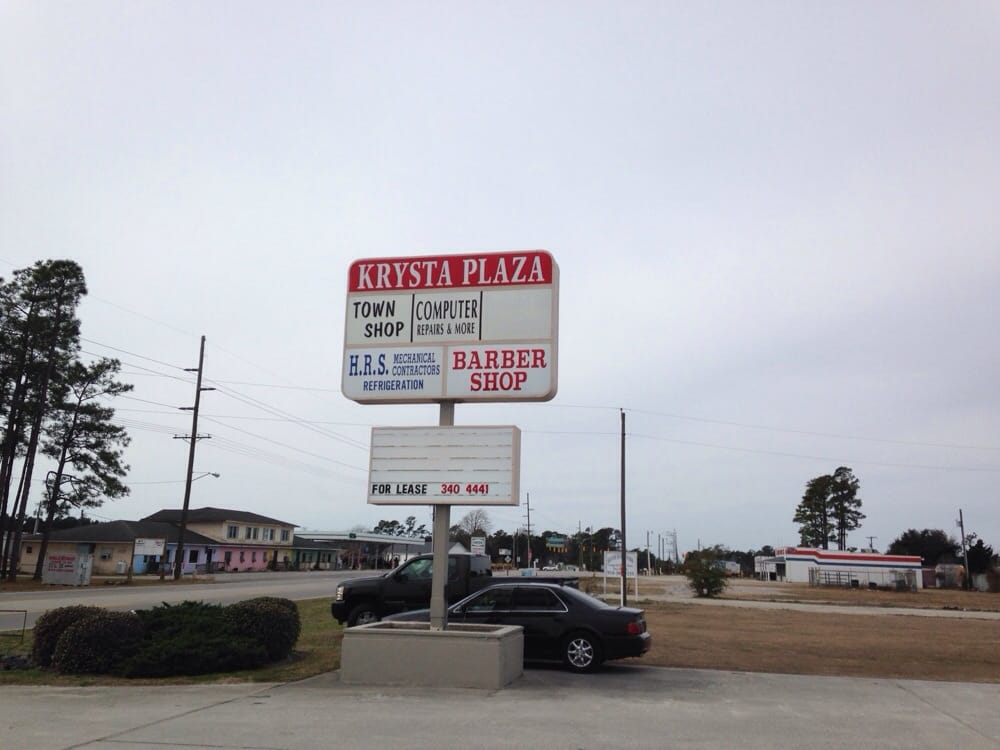 KRYSTA PLAZA
TOWN SHOP
COMPUTER
REPAIRS & MORE
H.R.S. MECHANICAL CONTRACTORS
REFRIGERATION
BARBER SHOP
FOR LEASE 340 4441